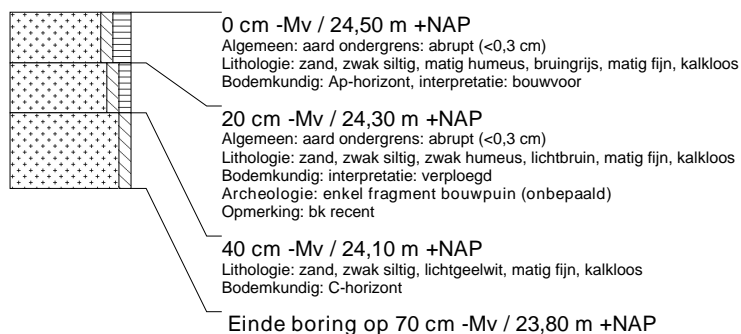 0 cm -Mv / 24,50 m +NAP
Algemeen: aard ondergrens: abrupt (<0,3 cm)
Lithologie: zand, zwak siltig, matig humeus, bruingrijs, matig fijn, kalkloos
Bodemkundig: Ap-horizont, interpretatie: bouwvoor
20 cm -Mv / 24,30 m +NAP
Algemeen: aard ondergrens: abrupt (<0,3 cm)
Lithologie: zand, zwak siltig, zwak humeus, lichtbruin, matig fijn, kalkloos
Bodemkundig: interpretatie: verploegd
Archeologie: enkel fragment bouwpuin (onbepaald)
Opmerking: bk recent
40 cm -Mv / 24,10 m +NAP
Lithologie: zand, zwak siltig, lichtgeelwit, matig fijn, kalkloos
Bodemkundig: C-horizont
Einde boring op 70 cm -Mv / 23,80 m +NAP